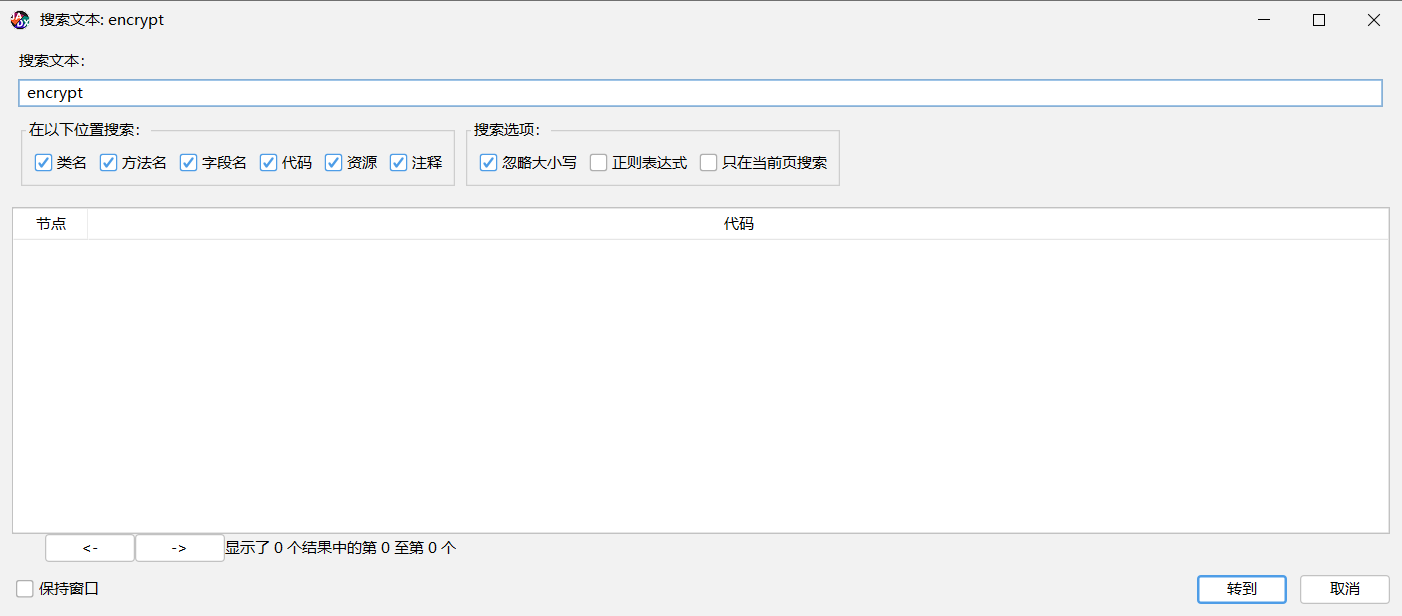 搜索文本: encrypt
搜索文本:
encrypt
在以下位置搜索: 搜索选项:
类名 方法名 字段名 代码 资源 注释 忽略大小写 正则表达式 只在当前页搜索
节点 代码
<- -> 显示了 0 个结果中的第 0 至第 0 个
保持窗口 转到 取消